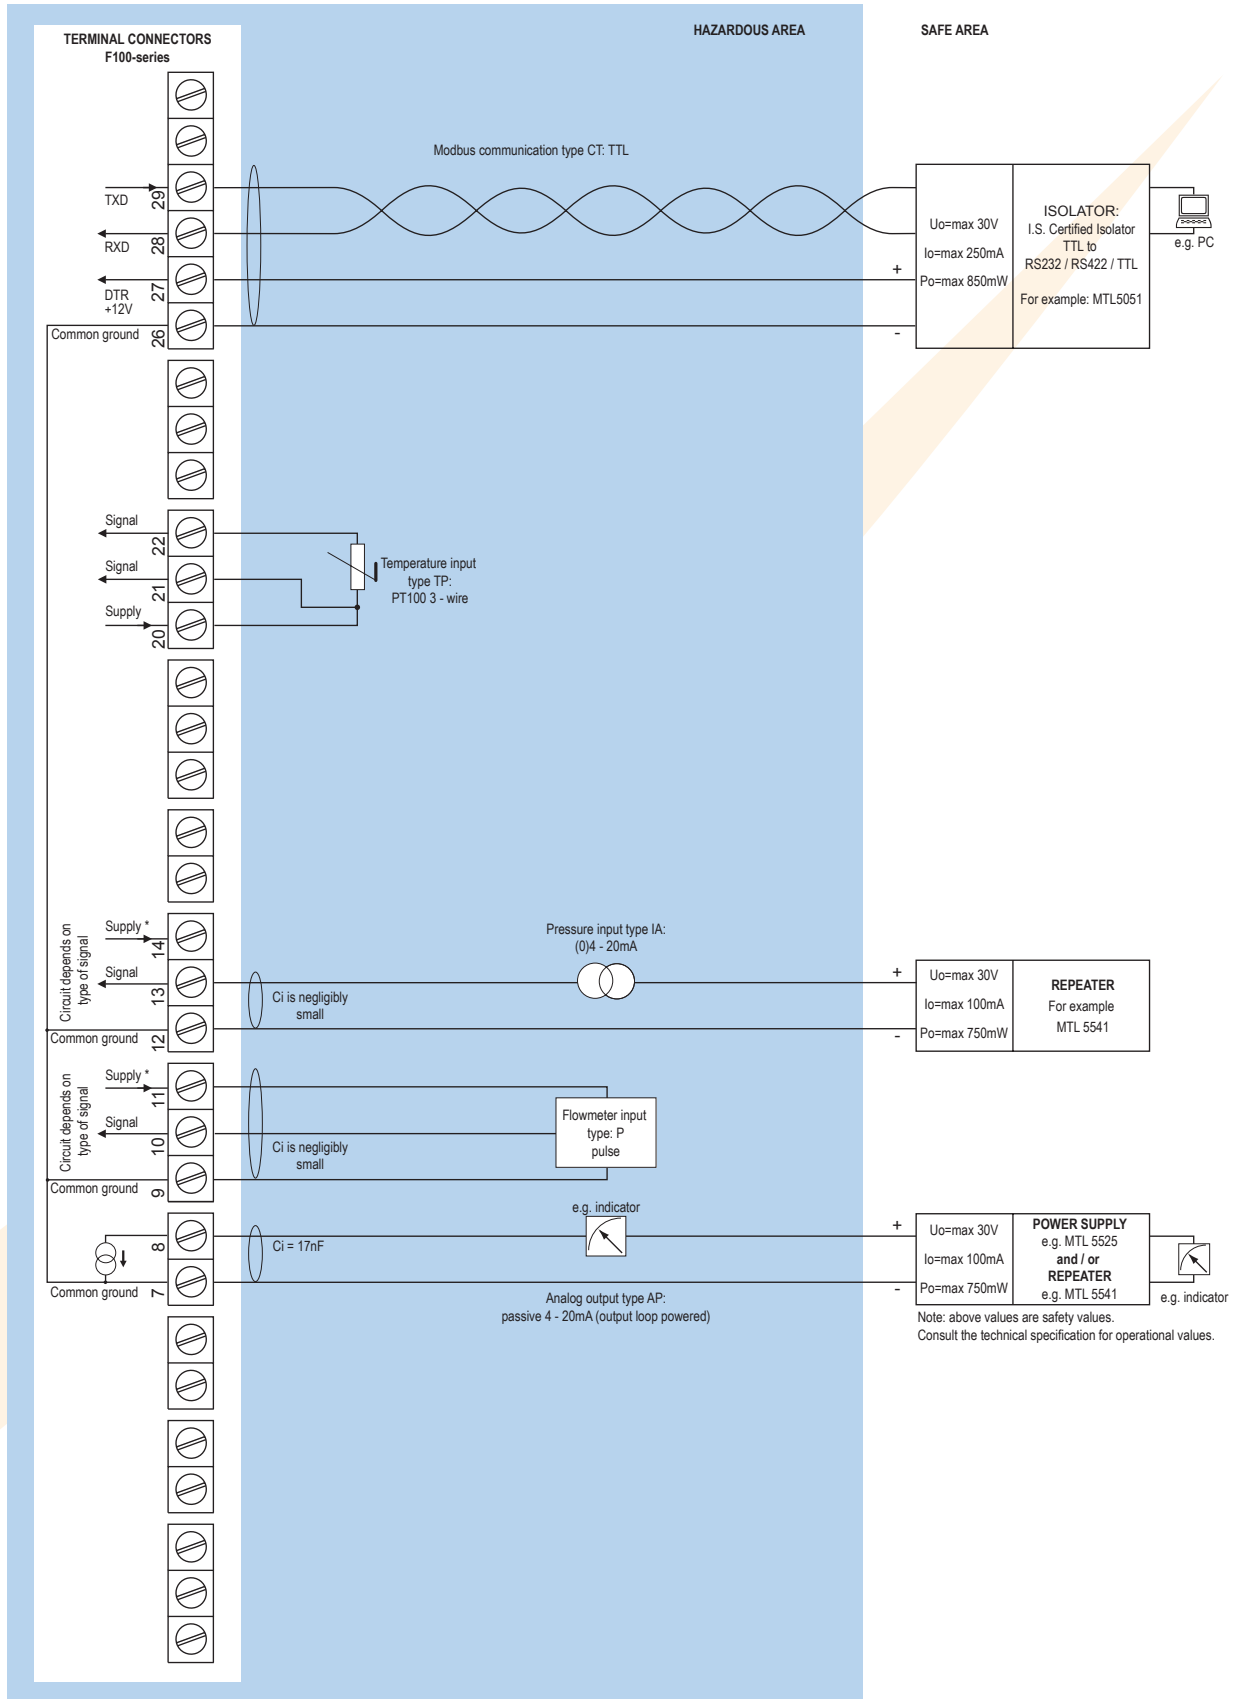 HAZARDOUS AREA
SAFE AREA
TERMINAL CONNECTORS
F100-series
Modbus communication type CT: TTL
TXD
29
RXD
28
DTR
+12V
27
Common ground
26
+
-
Uo=max 30V
Io=max 250mA
Po=max 850mW
ISOLATOR:
I.S. Certified Isolator
TTL to
RS232 / RS422 / TTL
For example: MTL5051
e.g. PC
Signal
22
Signal
21
Supply
20
Temperature input
type TP:
PT100 3 - wire
Circuit depends on
type of signal
Supply *
14
Signal
13
Common ground
12
Ci is negligibly
small
Pressure input type IA:
(0)4 - 20mA
+
-
Uo=max 30V
Io=max 100mA
Po=max 750mW
REPEATER
For example
MTL 5541
Circuit depends on
type of signal
Supply *
11
Signal
10
Common ground
9
Ci is negligibly
small
Flowmeter input
type: P
pulse
8
Common ground
7
Ci = 17nF
e.g. indicator
Analog output type AP:
passive 4 - 20mA (output loop powered)
+
-
Uo=max 30V
Io=max 100mA
Po=max 750mW
POWER SUPPLY
e.g. MTL 5525
and / or
REPEATER
e.g. MTL 5541
e.g. indicator
Note: above values are safety values.
Consult the technical specification for operational values.